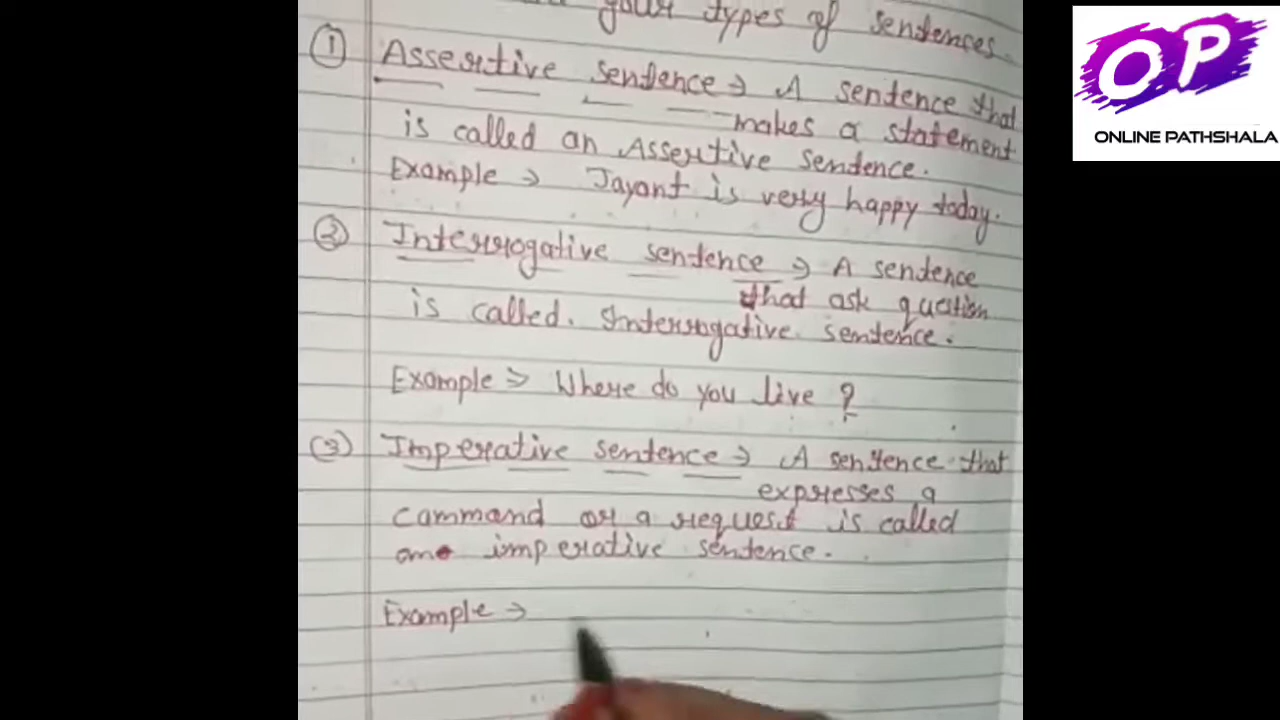 your types of sentences.
① Assertive sentence → A sentence that
makes a statement
is called an Assertive sentence.
Example → Jayant is very happy today.
② Interrogative sentence → A sentence
that ask question
is called. Interrogative sentence.
Example → Where do you live ?
(3) Imperative sentence → A sentence that
expresses a
command or a request is called
an imperative sentence.
Example →
OP
ONLINE PATHSHALA